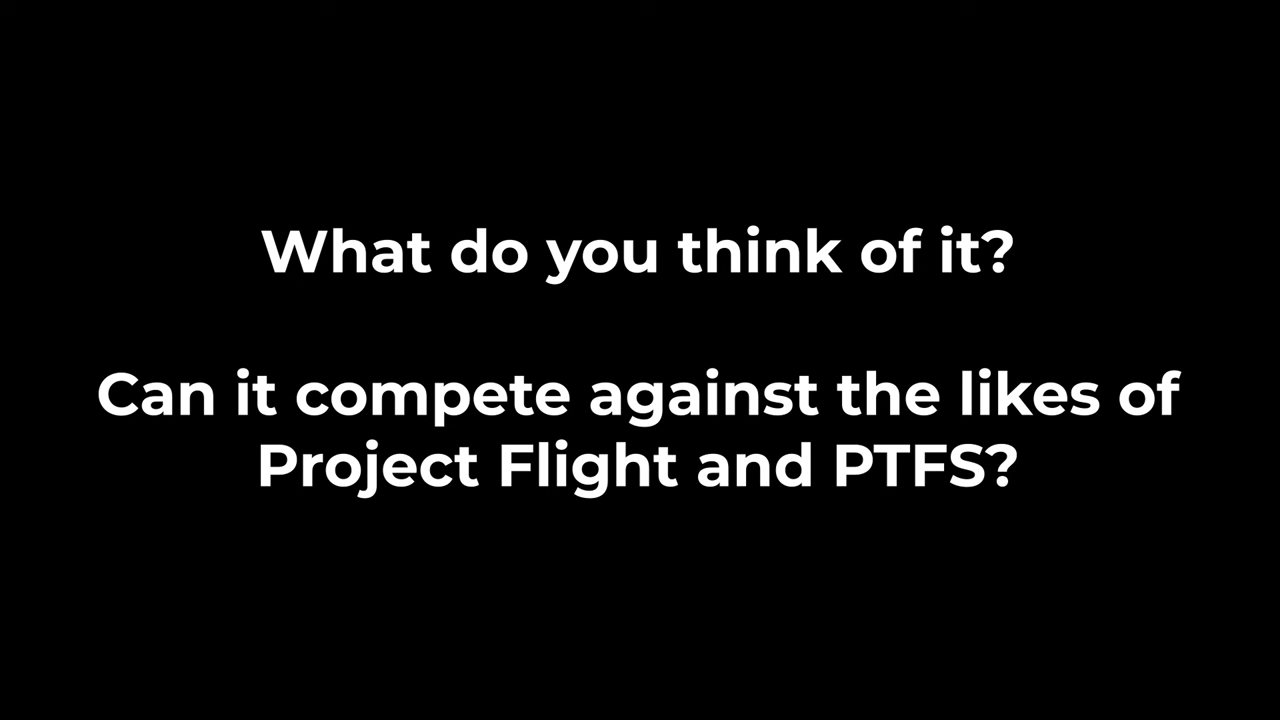 What do you think of it?
Can it compete against the likes of
Project Flight and PTFS?